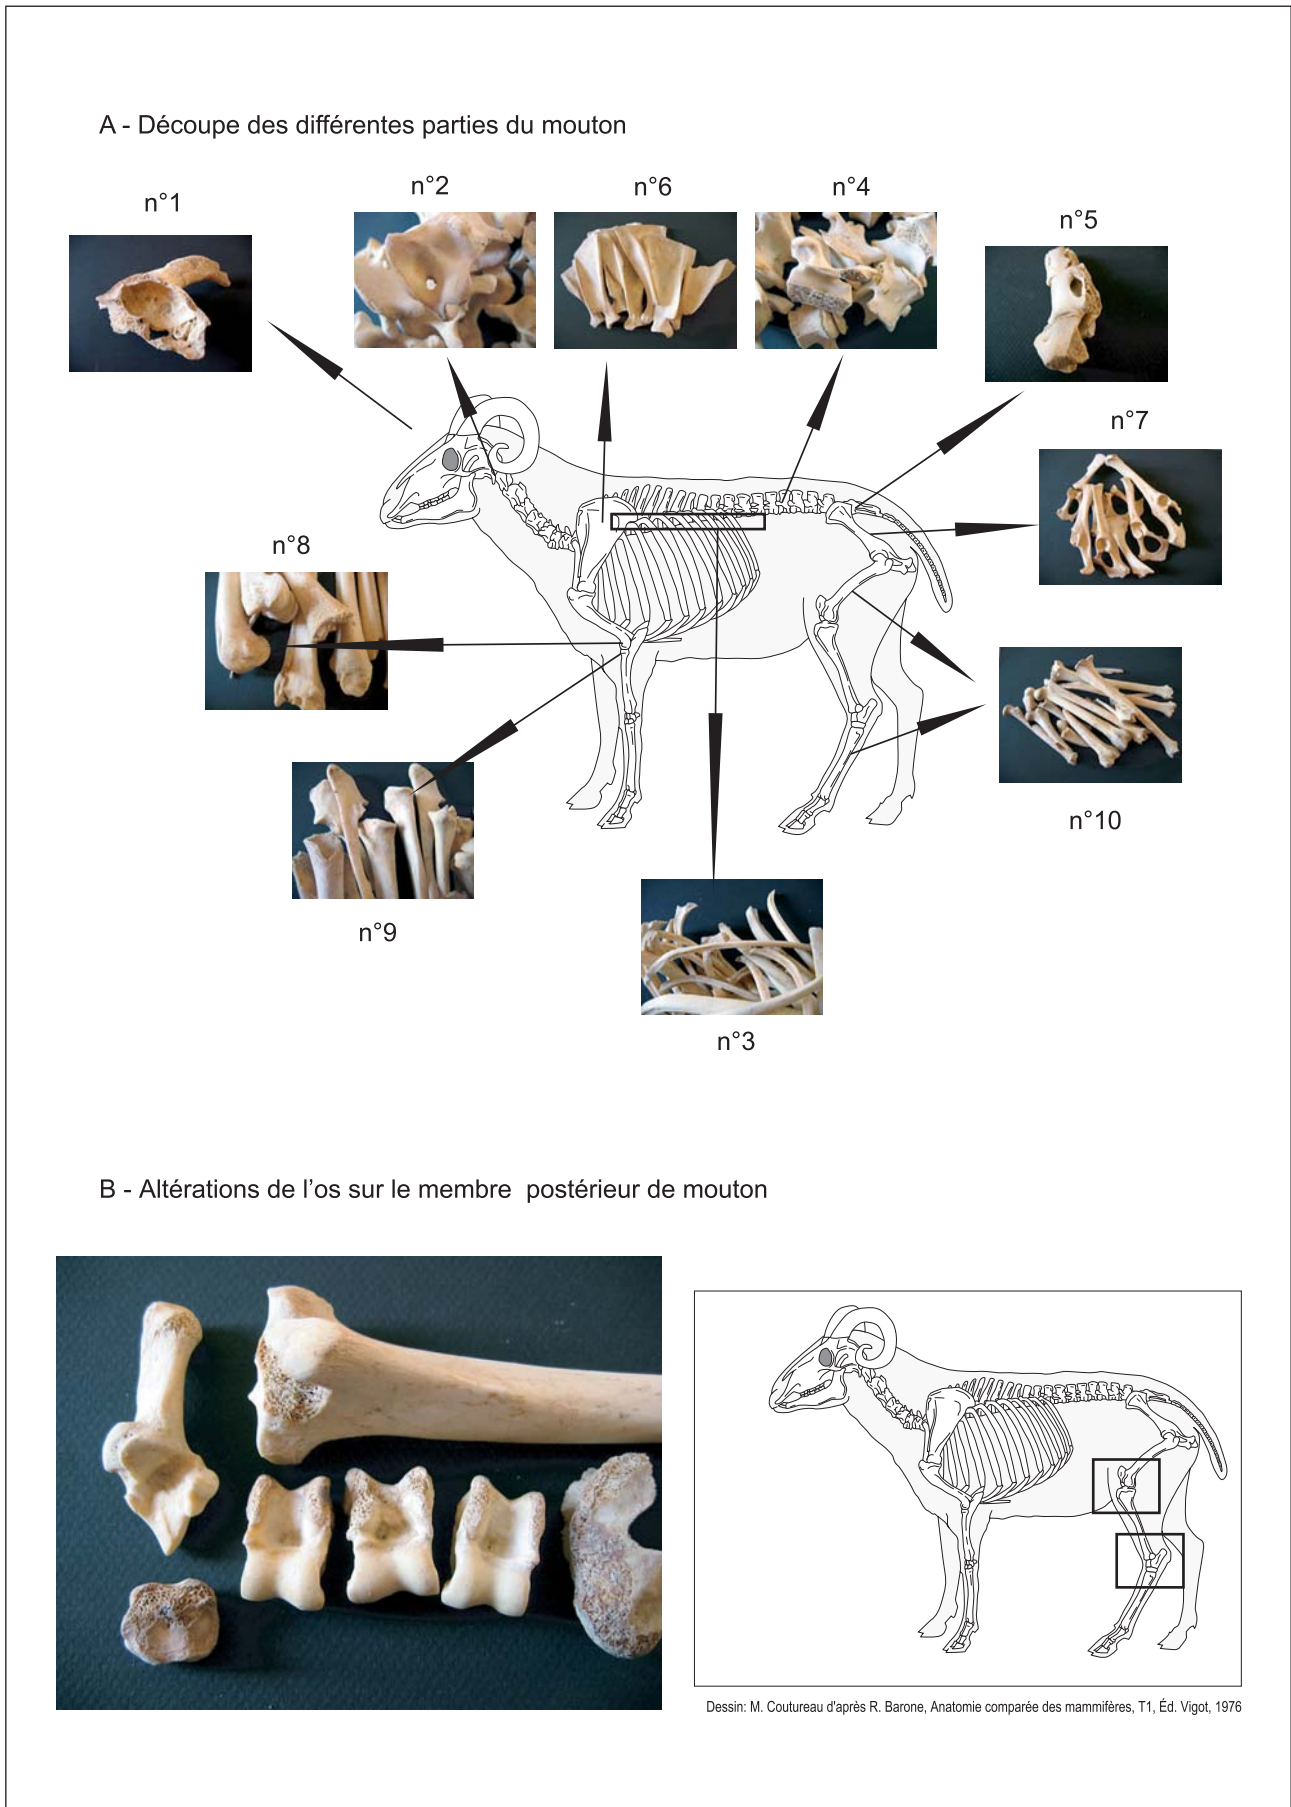 A - Découpe des différentes parties du mouton
n°1
n°2
n°6
n°4
n°5
n°7
n°8
n°10
n°9
n°3
B - Altérations de l'os sur le membre  postérieur de mouton
Dessin: M. Coutureau d'après R. Barone, Anatomie comparée des mammifères, T1, Éd. Vigot, 1976